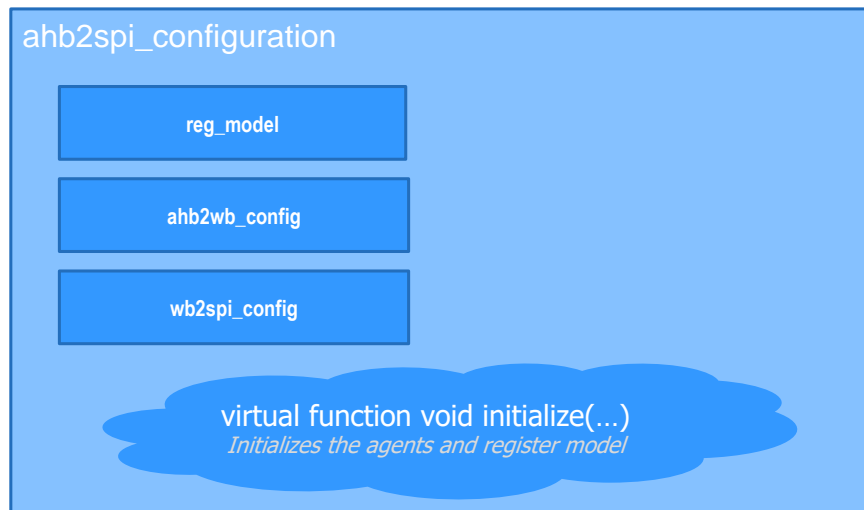 ahb2spi_configuration
reg_model
ahb2wb_config
wb2spi_config
virtual function void initialize(…)
Initializes the agents and register model